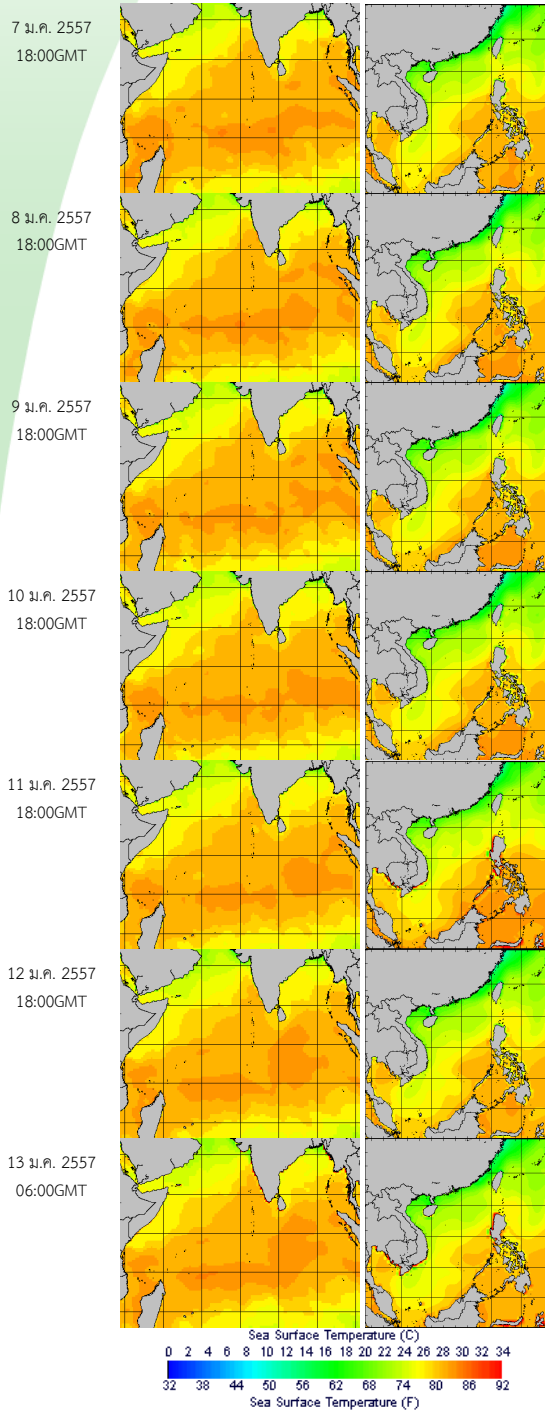 7 ม.ค. 2557
18:00GMT
8 ม.ค. 2557
18:00GMT
9 ม.ค. 2557
18:00GMT
10 ม.ค. 2557
18:00GMT
11 ม.ค. 2557
18:00GMT
12 ม.ค. 2557
18:00GMT
13 ม.ค. 2557
06:00GMT
Sea Surface Temperature (C)
0 2 4 6 8 10 12 14 16 18 20 22 24 26 28 30 32 34
32 38 44 50 56 62 68 74 80 86 92
Sea Surface Temperature (F)